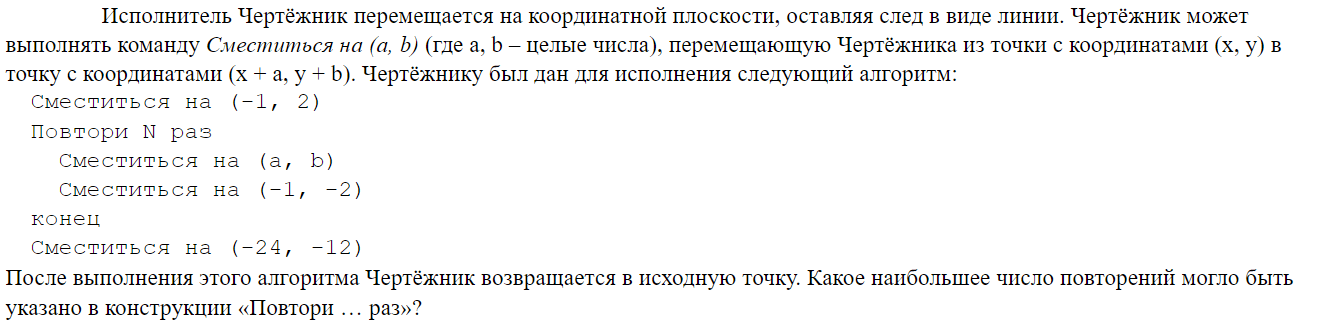 Исполнитель Чертёжник перемещается на координатной плоскости, оставляя след в виде линии. Чертёжник может
выполнять команду Сместиться на (a, b) (где a, b – целые числа), перемещающую Чертёжника из точки с координатами (x, y) в
точку с координатами (x + a, y + b). Чертёжнику был дан для исполнения следующий алгоритм:
Сместиться на (-1, 2)
Повтори N раз
Сместиться на (a, b)
Сместиться на (-1, -2)
конец
Сместиться на (-24, -12)
После выполнения этого алгоритма Чертёжник возвращается в исходную точку. Какое наибольшее число повторений могло быть
указано в конструкции «Повтори … раз»?